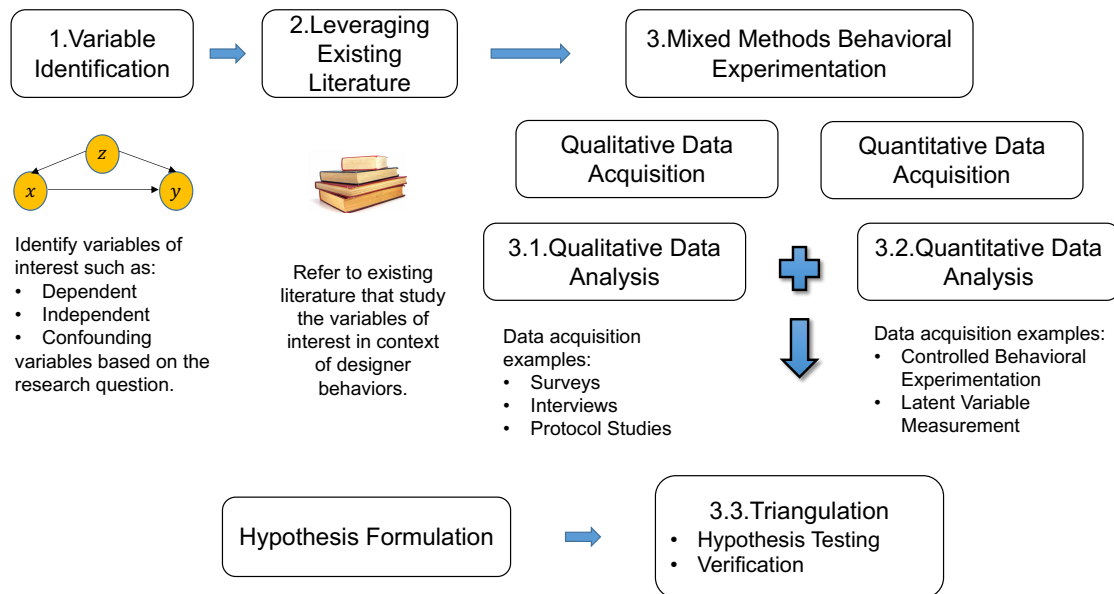 1.Variable
Identification
2.Leveraging
Existing
Literature
3.Mixed Methods Behavioral
Experimentation
z
x
y
Identify variables of
interest such as:
• Dependent
• Independent
• Confounding
variables based on the
research question.
Refer to existing
literature that study
the variables of
interest in context
of designer
behaviors.
Qualitative Data
Acquisition
Quantitative Data
Acquisition
3.1.Qualitative Data
Analysis
3.2.Quantitative Data
Analysis
Data acquisition
examples:
• Surveys
• Interviews
• Protocol Studies
Data acquisition examples:
• Controlled Behavioral
Experimentation
• Latent Variable
Measurement
Hypothesis Formulation
3.3.Triangulation
• Hypothesis Testing
• Verification